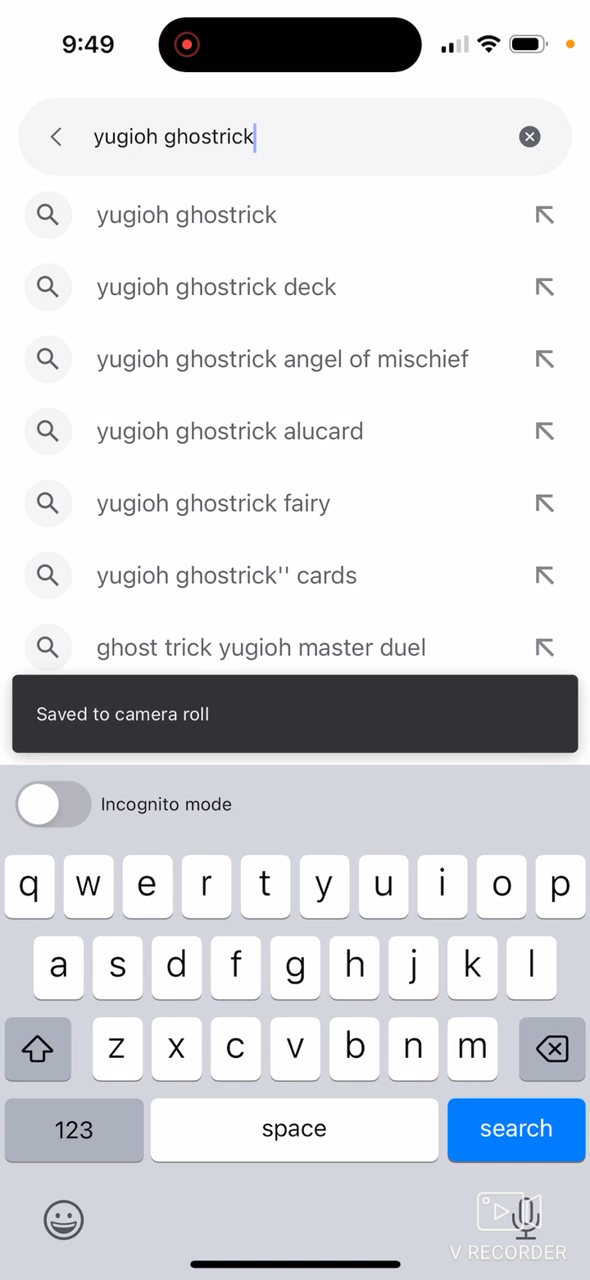 9:49
yugioh ghostrick
yugioh ghostrick
yugioh ghostrick deck
yugioh ghostrick angel of mischief
yugioh ghostrick alucard
yugioh ghostrick fairy
yugioh ghostrick'' cards
ghost trick yugioh master duel
Saved to camera roll
Incognito mode
q w e r t y u i o p
a s d f g h j k l
z x c v b n m
123 space search
V RECORDER